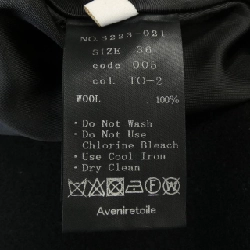 NO.5223-021
SIZE 36
code 005
col TO-2
WOOL 100%
・Do Not Wash
・Do Not Use
Chlorine Bleach
・Use Cool Iron
・Dry Clean
Aveniretoile